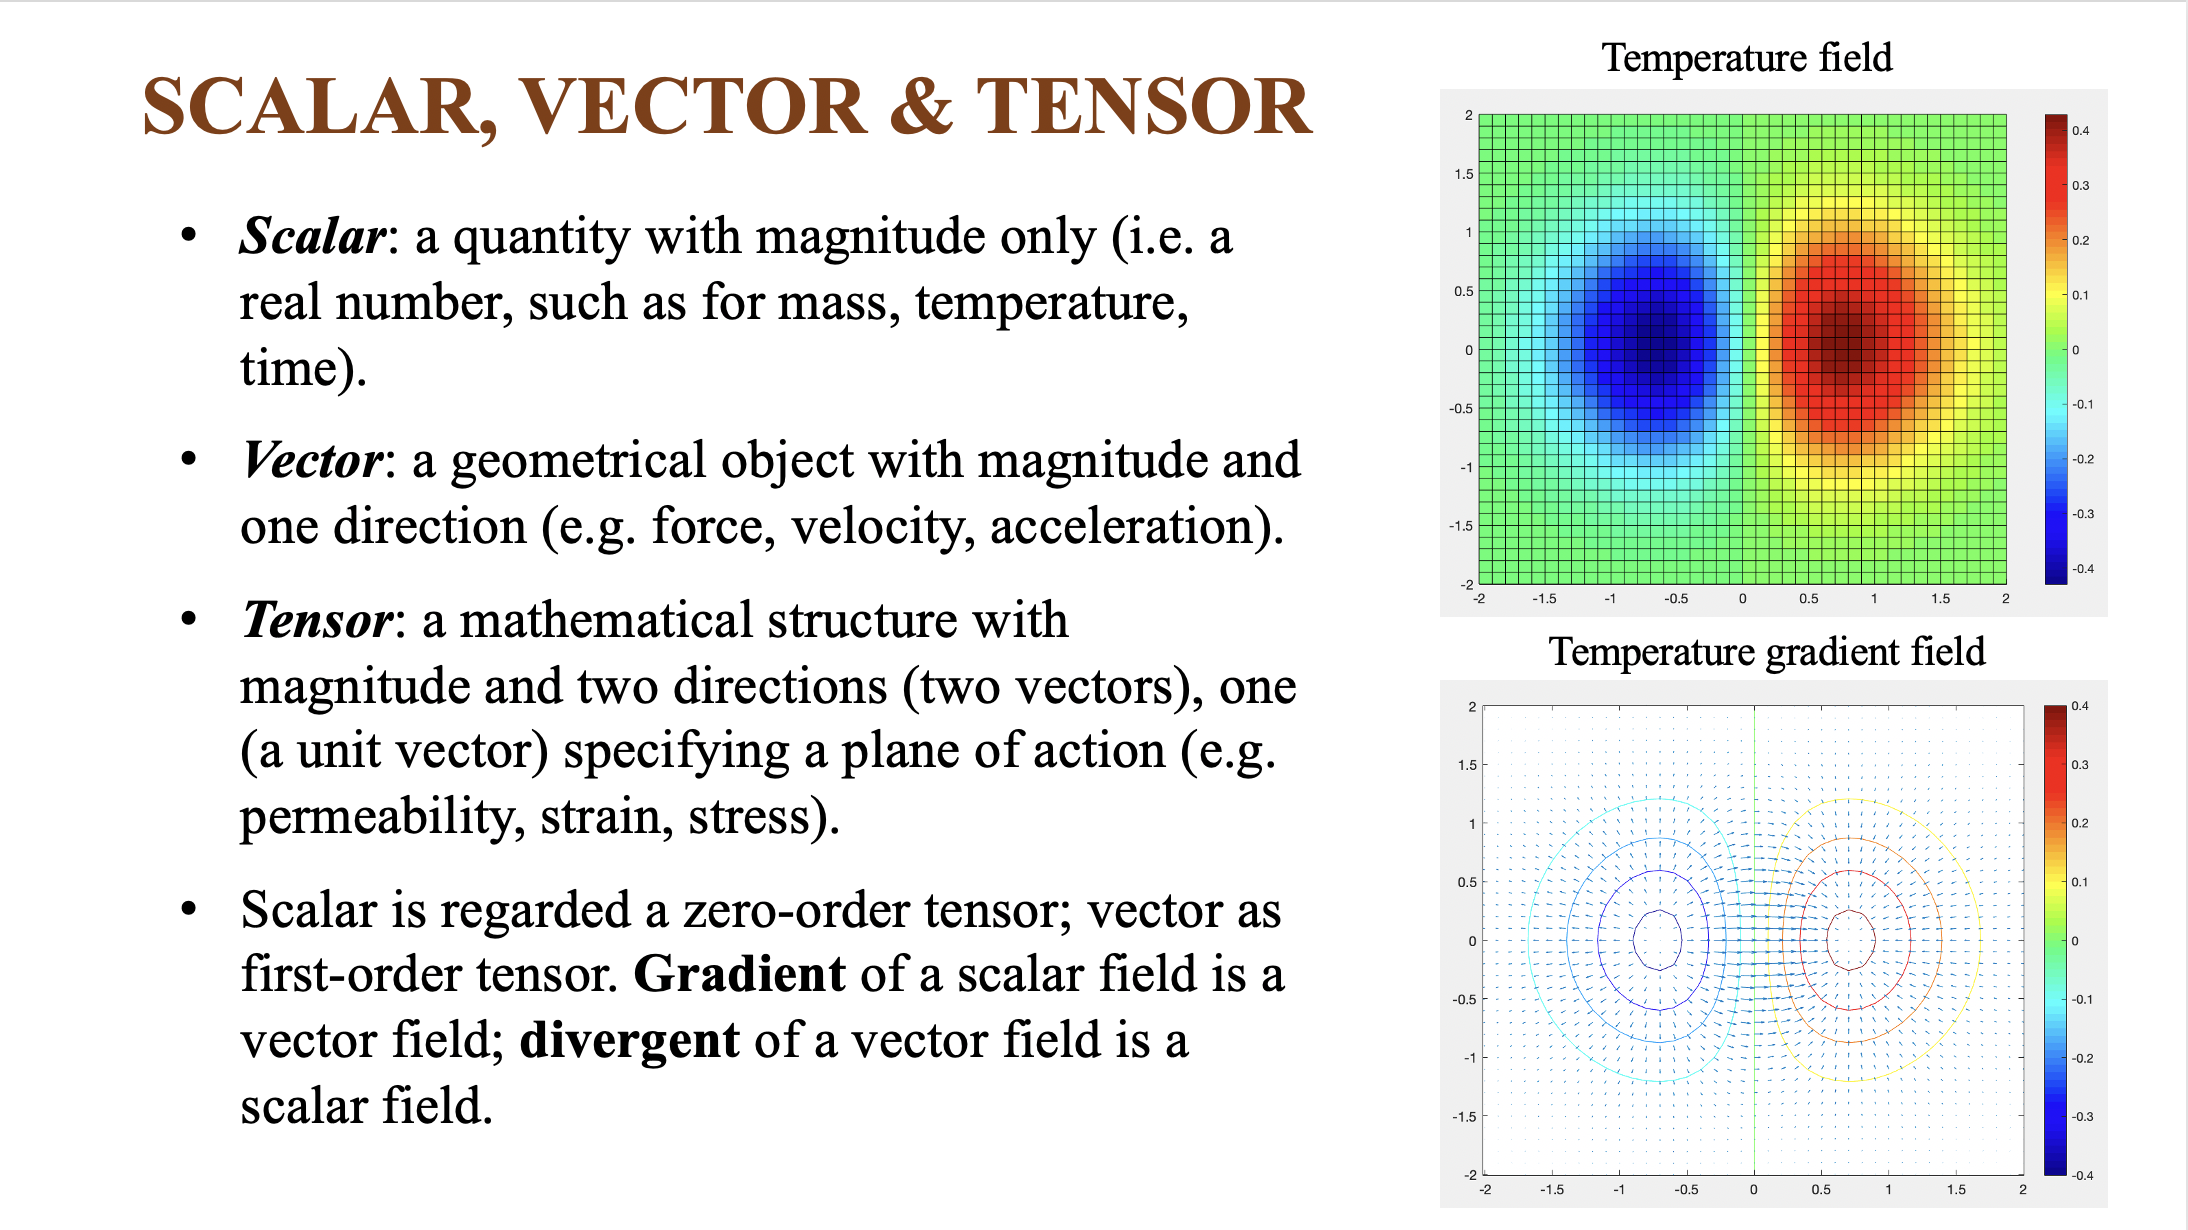 SCALAR, VECTOR & TENSOR
• Scalar: a quantity with magnitude only (i.e. a
real number, such as for mass, temperature,
time).
• Vector: a geometrical object with magnitude and
one direction (e.g. force, velocity, acceleration).
• Tensor: a mathematical structure with
magnitude and two directions (two vectors), one
(a unit vector) specifying a plane of action (e.g.
permeability, strain, stress).
• Scalar is regarded a zero-order tensor; vector as
first-order tensor. Gradient of a scalar field is a
vector field; divergent of a vector field is a
scalar field.
Temperature field
2
1.5
1
0.5
0
-0.5
-1
-1.5
-2
-2 -1.5 -1 -0.5 0 0.5 1 1.5 2
0.4
0.3
0.2
0.1
0
-0.1
-0.2
-0.3
-0.4
Temperature gradient field
2
1.5
1
0.5
0
-0.5
-1
-1.5
-2
-2 -1.5 -1 -0.5 0 0.5 1 1.5 2
0.4
0.3
0.2
0.1
0
-0.1
-0.2
-0.3
-0.4